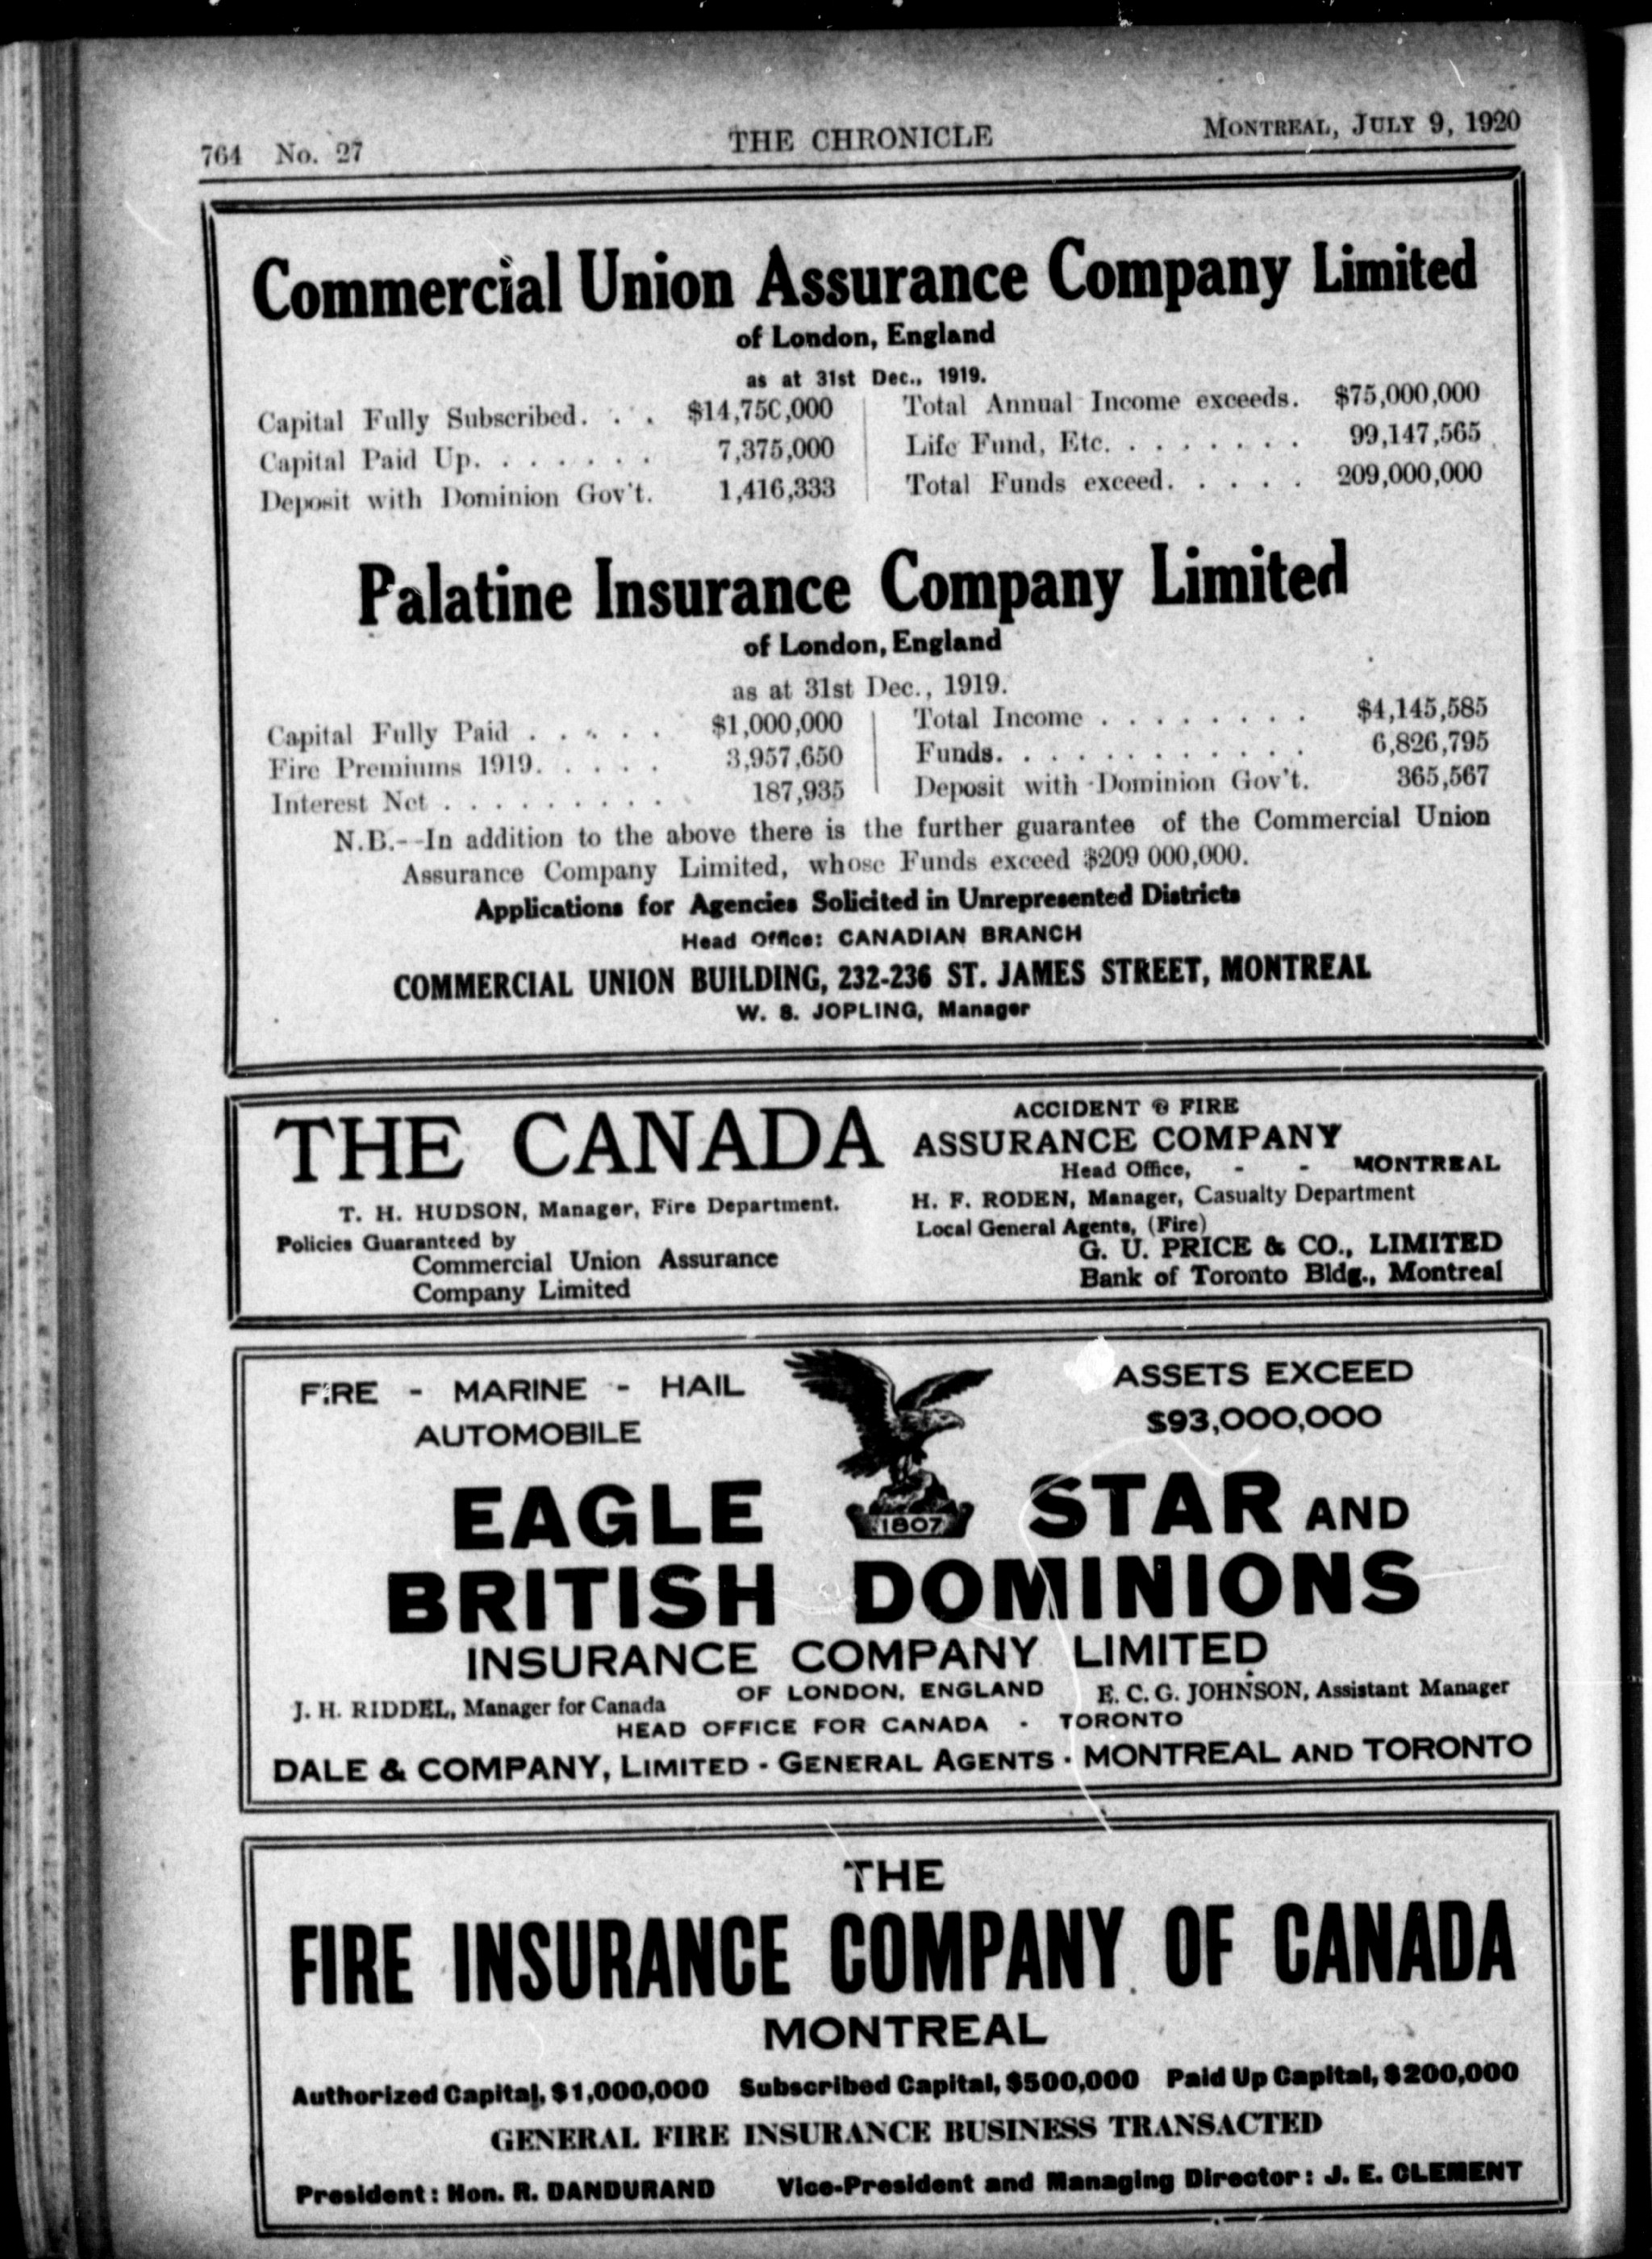 764 No. 27 THE CHRONICLE MONTREAL, JULY 9, 1920
Commercial Union Assurance Company Limited
of London, England
as at 31st Dec., 1919.
Capital Fully Subscribed. . . $14,750,000
Capital Paid Up. . . . . . . 7,375,000
Deposit with Dominion Gov't. 1,416,333
Total Annual Income exceeds. $75,000,000
Life Fund, Etc. . . . . . . . 99,147,565
Total Funds exceed. . . . . . 209,000,000
Palatine Insurance Company Limited
of London, England
as at 31st Dec., 1919.
Capital Fully Paid . . . . . $1,000,000
Fire Premiums 1919. . . . . 3,957,650
Interest Net . . . . . . . . . 187,935
Total Income . . . . . . . . $4,145,585
Funds. . . . . . . . . . . . 6,826,795
Deposit with Dominion Gov't. 365,567
N.B.--In addition to the above there is the further guarantee of the Commercial Union
Assurance Company Limited, whose Funds exceed $209 000,000.
Applications for Agencies Solicited in Unrepresented Districts
Head Office: CANADIAN BRANCH
COMMERCIAL UNION BUILDING, 232-236 ST. JAMES STREET, MONTREAL
W. S. JOPLING, Manager
THE CANADA
ACCIDENT & FIRE
ASSURANCE COMPANY
Head Office, - - MONTREAL
T. H. HUDSON, Manager, Fire Department.
H. F. RODEN, Manager, Casualty Department
Policies Guaranteed by
Commercial Union Assurance
Company Limited
Local General Agents, (Fire)
G. U. PRICE & CO., LIMITED
Bank of Toronto Bldg., Montreal
FIRE - MARINE - HAIL
AUTOMOBILE
ASSETS EXCEED
$93,000,000
1807
EAGLE STAR AND
BRITISH DOMINIONS
INSURANCE COMPANY LIMITED
OF LONDON, ENGLAND
J. H. RIDDEL, Manager for Canada
E. C. G. JOHNSON, Assistant Manager
HEAD OFFICE FOR CANADA - TORONTO
DALE & COMPANY, LIMITED - GENERAL AGENTS - MONTREAL AND TORONTO
THE
FIRE INSURANCE COMPANY OF CANADA
MONTREAL
Authorized Capital, $1,000,000 Subscribed Capital, $500,000 Paid Up Capital, $200,000
GENERAL FIRE INSURANCE BUSINESS TRANSACTED
President: Hon. R. DANDURAND Vice-President and Managing Director: J. E. CLEMENT